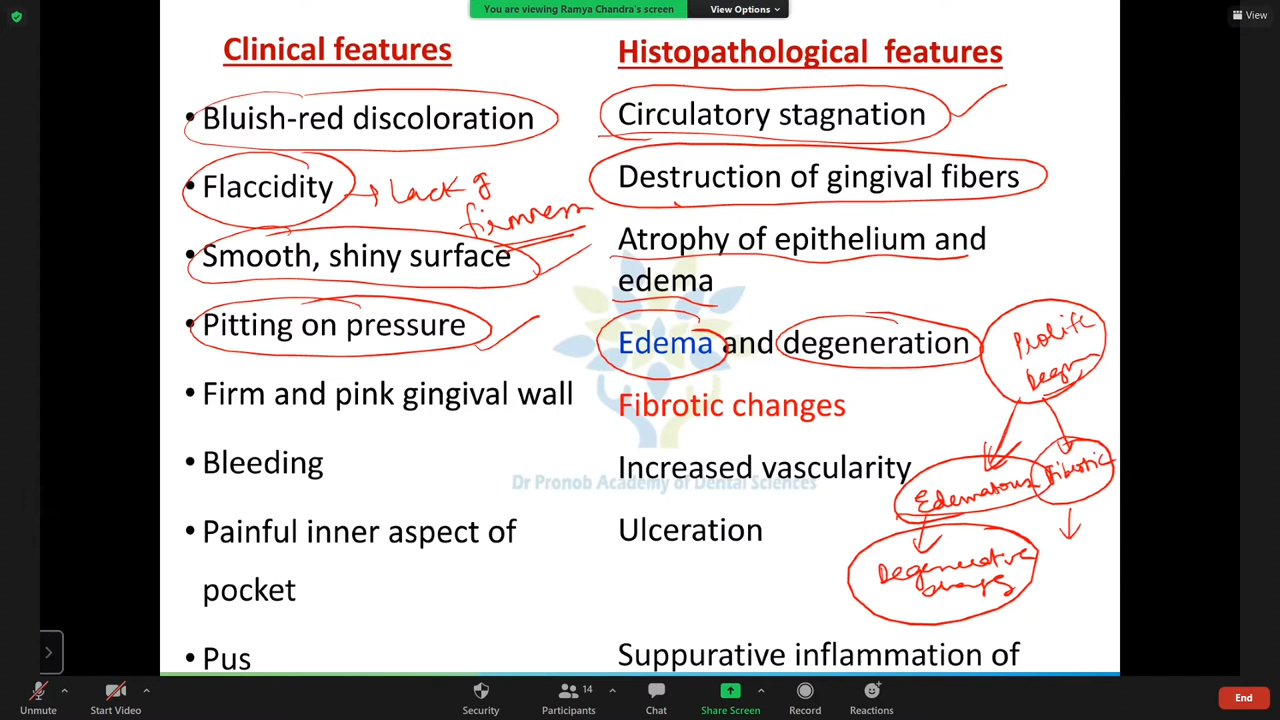 You are viewing Ramya Chandra's screen
View Options
View
Clinical features
Histopathological features
• Bluish-red discoloration
Circulatory stagnation
• Flaccidity
Lack of
firmness
Destruction of gingival fibers
• Smooth, shiny surface
Atrophy of epithelium and
edema
• Pitting on pressure
Edema and degeneration
• Firm and pink gingival wall
Fibrotic changes
• Bleeding
Increased vascularity
Edematous
Fibrotic
Dr Pronob Academy of Dental Sciences
• Painful inner aspect of
pocket
Ulceration
Degenerative
• Pus
Suppurative inflammation of
Unmute
Start Video
Security
14
Participants
Chat
Share Screen
Record
Reactions
End